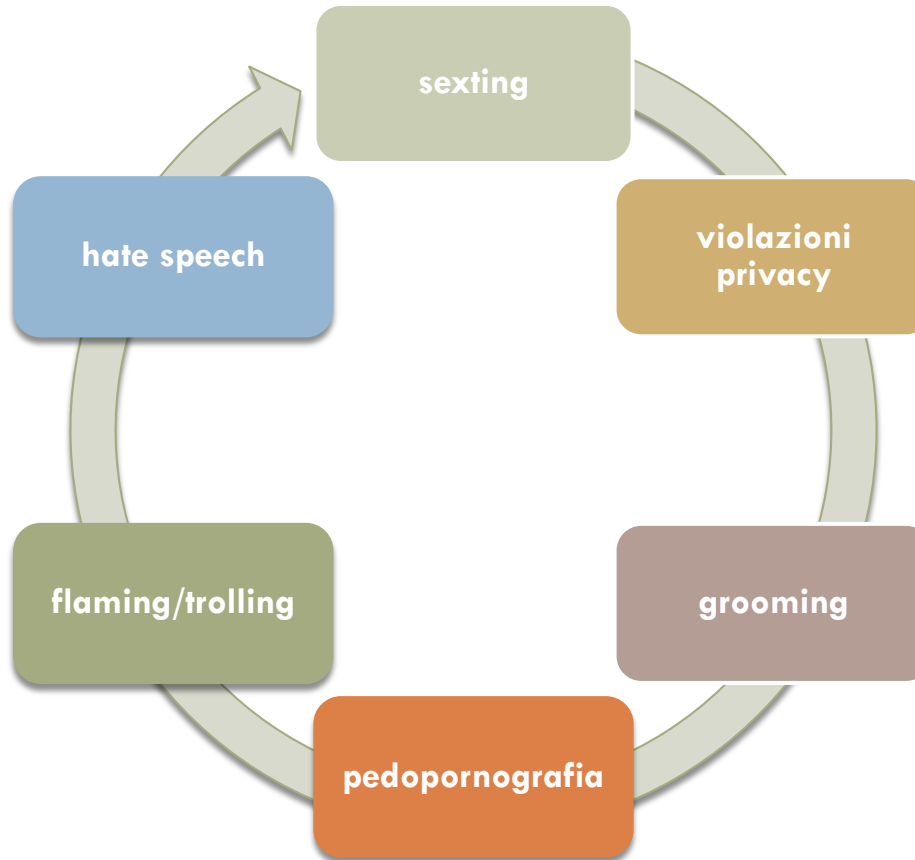 sexting
violazioni
privacy
grooming
pedopornografia
flaming/trolling
hate speech